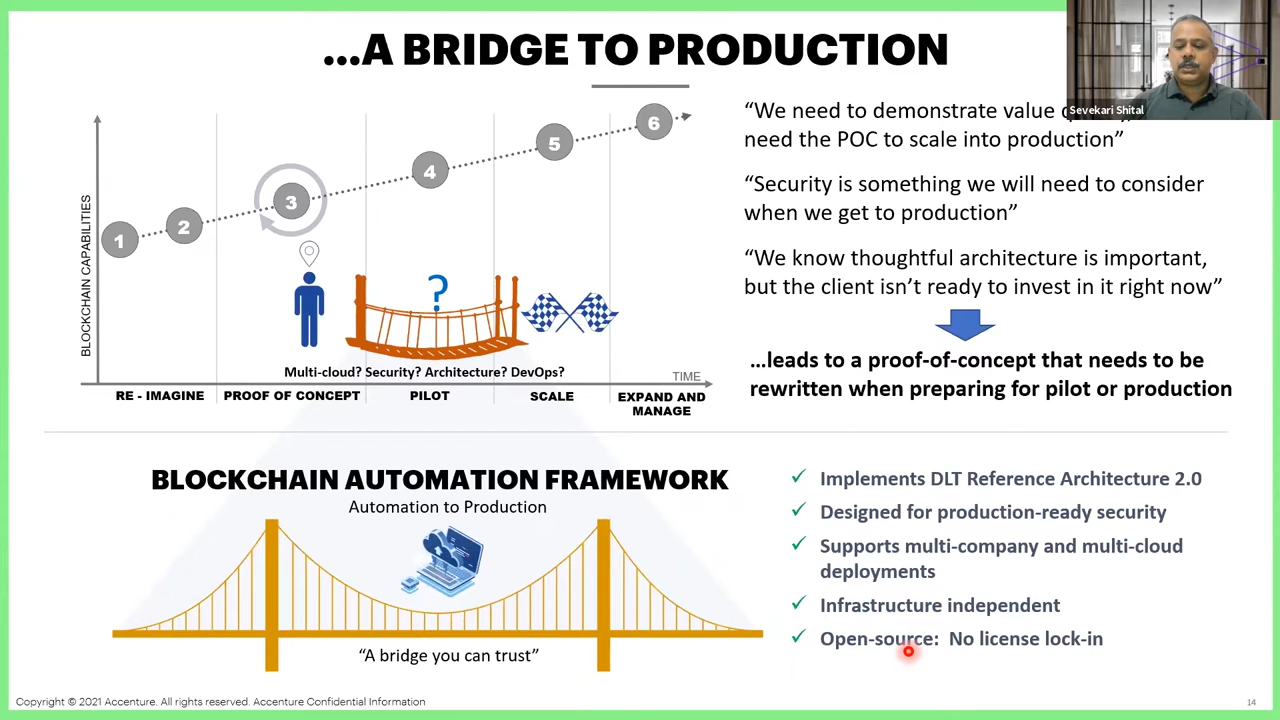 ...A BRIDGE TO PRODUCTION
Sevekari Shital
BLOCKCHAIN CAPABILITIES
1
2
3
4
5
6
?
Multi-cloud? Security? Architecture? DevOps?
TIME
RE - IMAGINE
PROOF OF CONCEPT
PILOT
SCALE
EXPAND AND
MANAGE
“We need to demonstrate value
need the POC to scale into production”
“Security is something we will need to consider
when we get to production”
“We know thoughtful architecture is important,
but the client isn’t ready to invest in it right now”
...leads to a proof-of-concept that needs to be
rewritten when preparing for pilot or production
BLOCKCHAIN AUTOMATION FRAMEWORK
Automation to Production
“A bridge you can trust”
✓ Implements DLT Reference Architecture 2.0
✓ Designed for production-ready security
✓ Supports multi-company and multi-cloud
deployments
✓ Infrastructure independent
✓ Open-source: No license lock-in
Copyright © 2021 Accenture. All rights reserved. Accenture Confidential Information
14